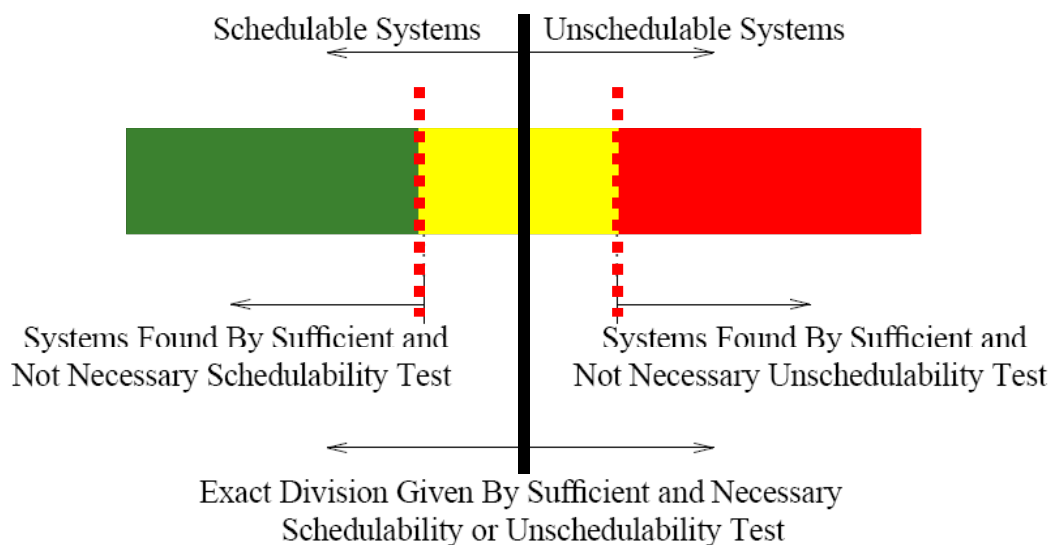 Schedulable Systems
Unschedulable Systems
Systems Found By Sufficient and
Not Necessary Schedulability Test
Systems Found By Sufficient and
Not Necessary Unschedulability Test
Exact Division Given By Sufficient and Necessary
Schedulability or Unschedulability Test